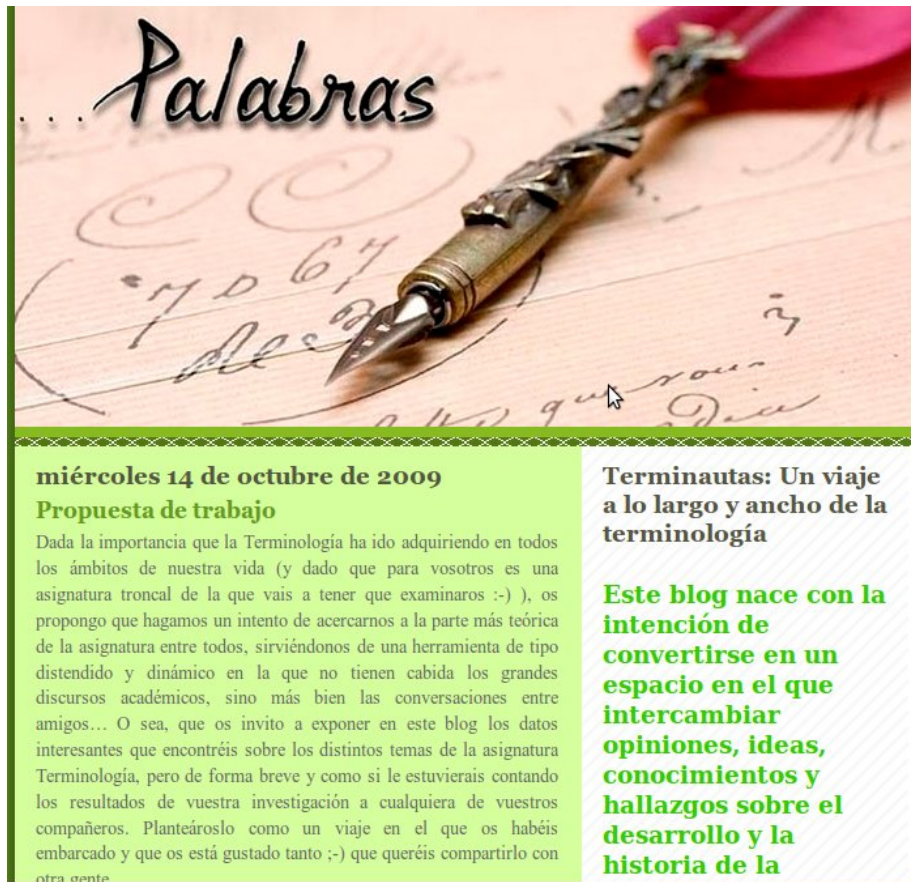 ... Palabras
miércoles 14 de octubre de 2009
Propuesta de trabajo
Dada la importancia que la Terminología ha ido adquiriendo en todos
los ámbitos de nuestra vida (y dado que para vosotros es una
asignatura troncal de la que vais a tener que examinaros :-) ), os
propongo que hagamos un intento de acercarnos a la parte más teórica
de la asignatura entre todos, sirviéndonos de una herramienta de tipo
distendido y dinámico en la que no tienen cabida los grandes
discursos académicos, sino más bien las conversaciones entre
amigos… O sea, que os invito a exponer en este blog los datos
interesantes que encontréis sobre los distintos temas de la asignatura
Terminología, pero de forma breve y como si le estuvierais contando
los resultados de vuestra investigación a cualquiera de vuestros
compañeros. Planteároslo como un viaje en el que os habéis
embarcado y que os está gustado tanto ;-) que queréis compartirlo con
otra gente
Terminautas: Un viaje
a lo largo y ancho de la
terminología
Este blog nace con la
intención de
convertirse en un
espacio en el que
intercambiar
opiniones, ideas,
conocimientos y
hallazgos sobre el
desarrollo y la
historia de la